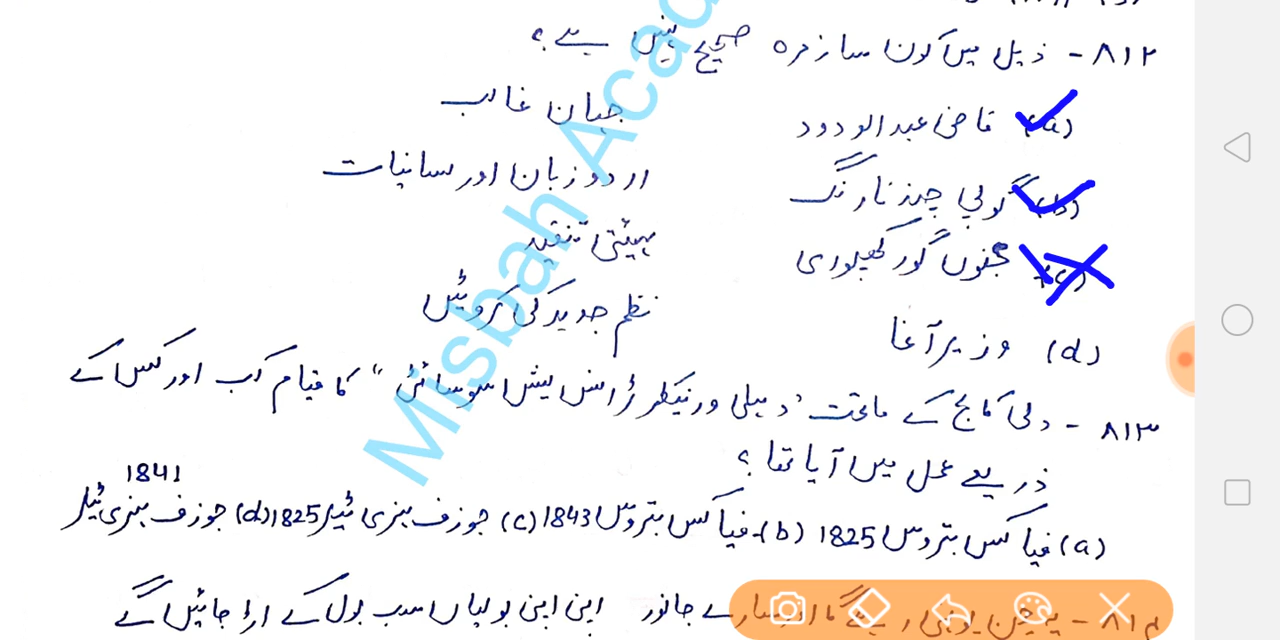 ۸۱۲- ذیل میں کون سا زمرہ صحیح نہیں ہے؟
(a) قاضی عبدالودود جہان غالب
(b) گوپی چند نارنگ اردو زبان اور لسانیات
(c) مجنوں گورکھپوری ہیئتی تنقید
(d) وزیر آغا نظم جدید کی کروٹیں
۸۱۳- دلی کالج کے ماتحت "دہلی ورنیکلر ٹرانس لیشن سوسائٹی" کا قیام کب اور کس کے
ذریعے عمل میں آیا تھا؟
1841
(a) فیلکس بتروس 1825 (b) فیلکس بتروس 1843 (c) جوزف ہنری ٹیلر 1825 (d) جوزف ہنری ٹیلر
۸۱۴- اپنی اپنی بولیاں سب بول کے اڑ جائیں گے
Misbah Acad